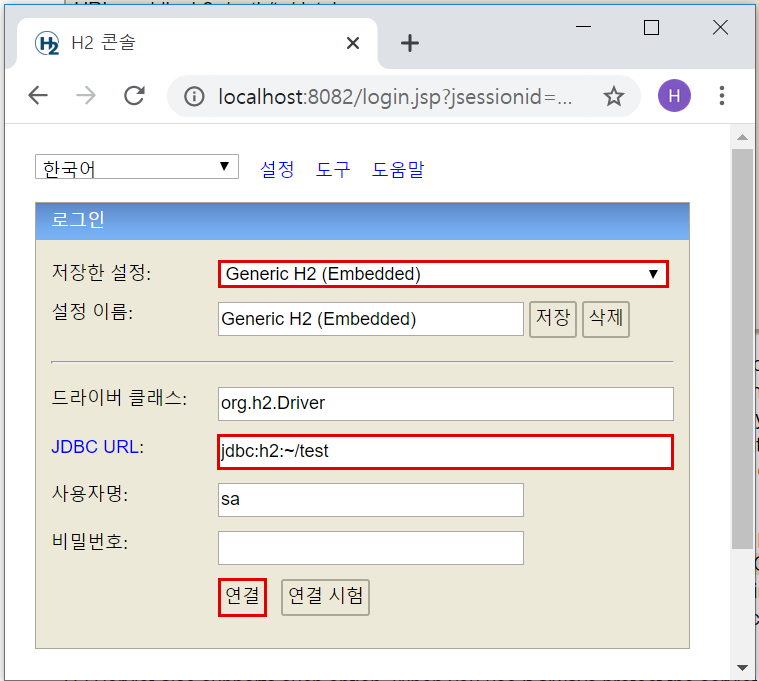 H2 콘솔
localhost:8082/login.jsp?jsessionid=...
H
한국어 설정 도구 도움말
로그인
저장한 설정: Generic H2 (Embedded)
설정 이름: Generic H2 (Embedded) 저장 삭제
드라이버 클래스: org.h2.Driver
JDBC URL: jdbc:h2:~/test
사용자명: sa
비밀번호:
연결 연결 시험